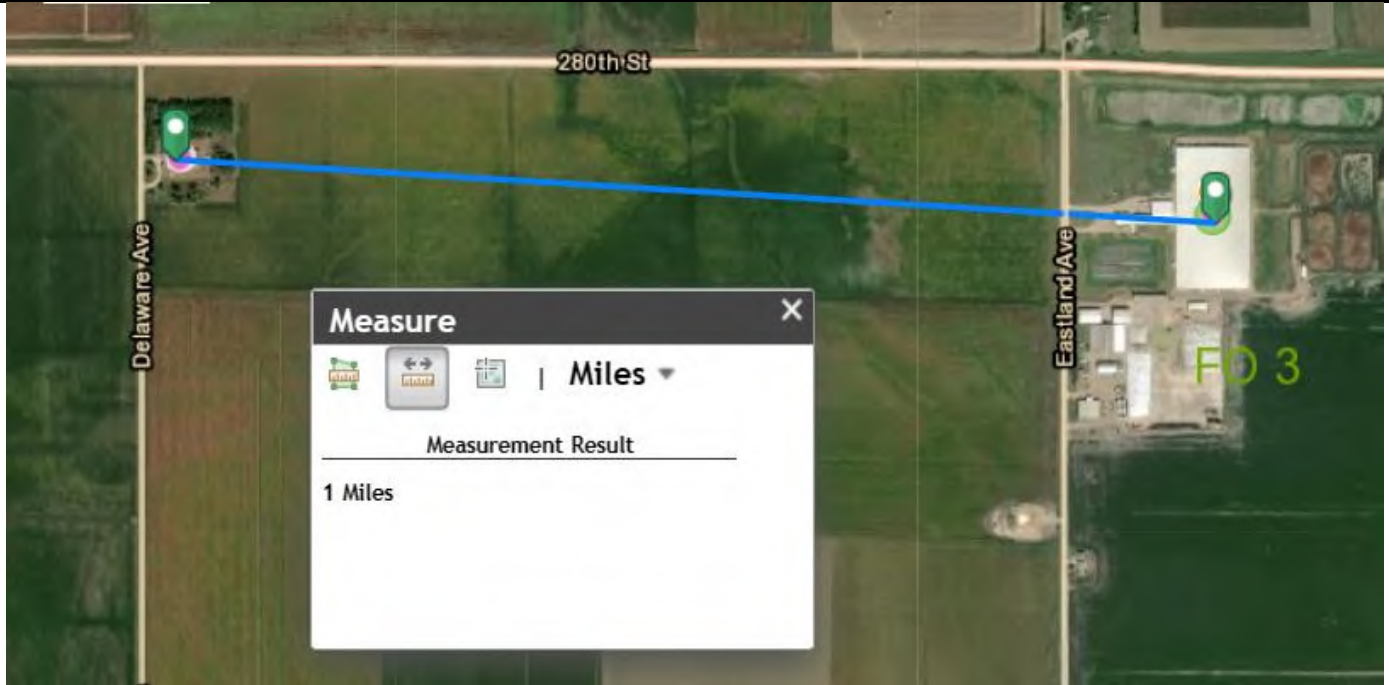 280th St
Delaware Ave
Eastland Ave
Measure
Miles
FO 3
Measurement Result
1 Miles